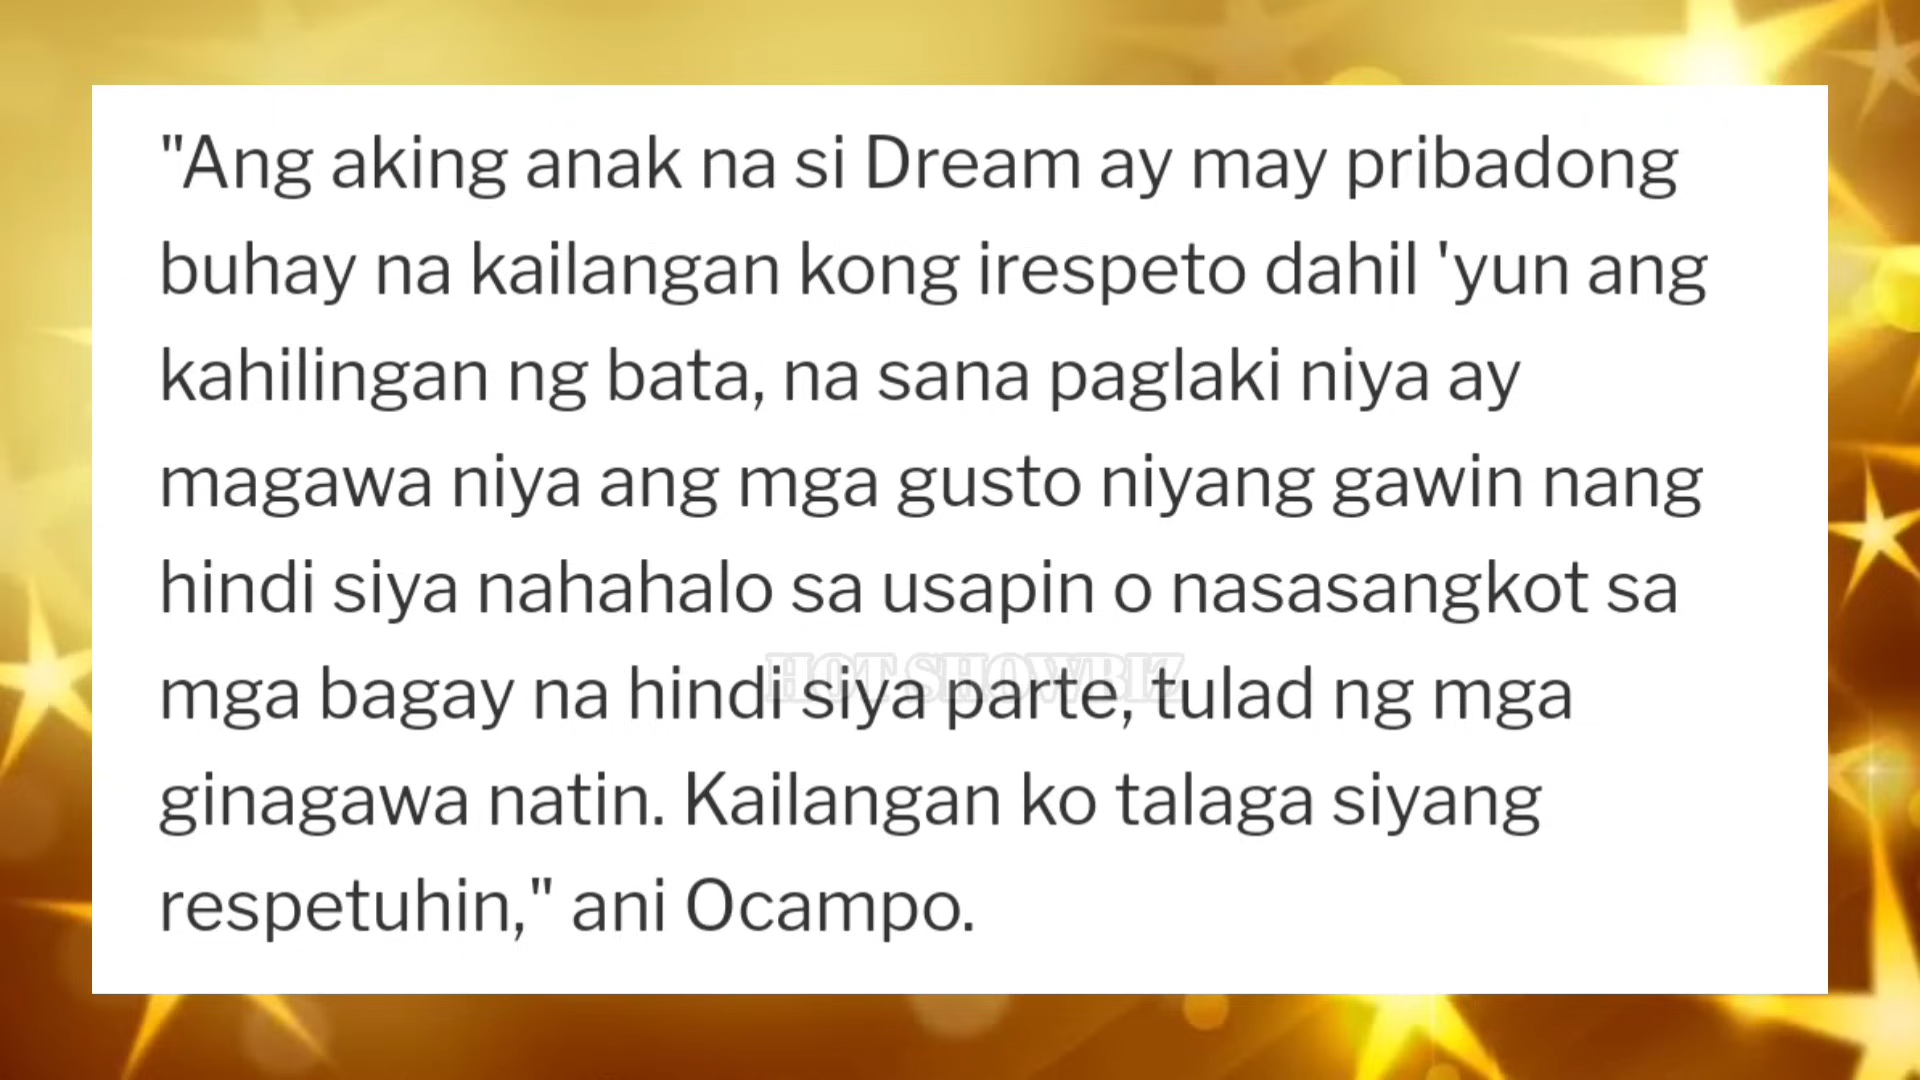 "Ang aking anak na si Dream ay may pribadong
buhay na kailangan kong irespeto dahil 'yun ang
kahilingan ng bata, na sana paglaki niya ay
magawa niya ang mga gusto niyang gawin nang
hindi siya nahahalo sa usapin o nasasangkot sa
HOT SHOWBIZ
mga bagay na hindi siya parte, tulad ng mga
ginagawa natin. Kailangan ko talaga siyang
respetuhin," ani Ocampo.